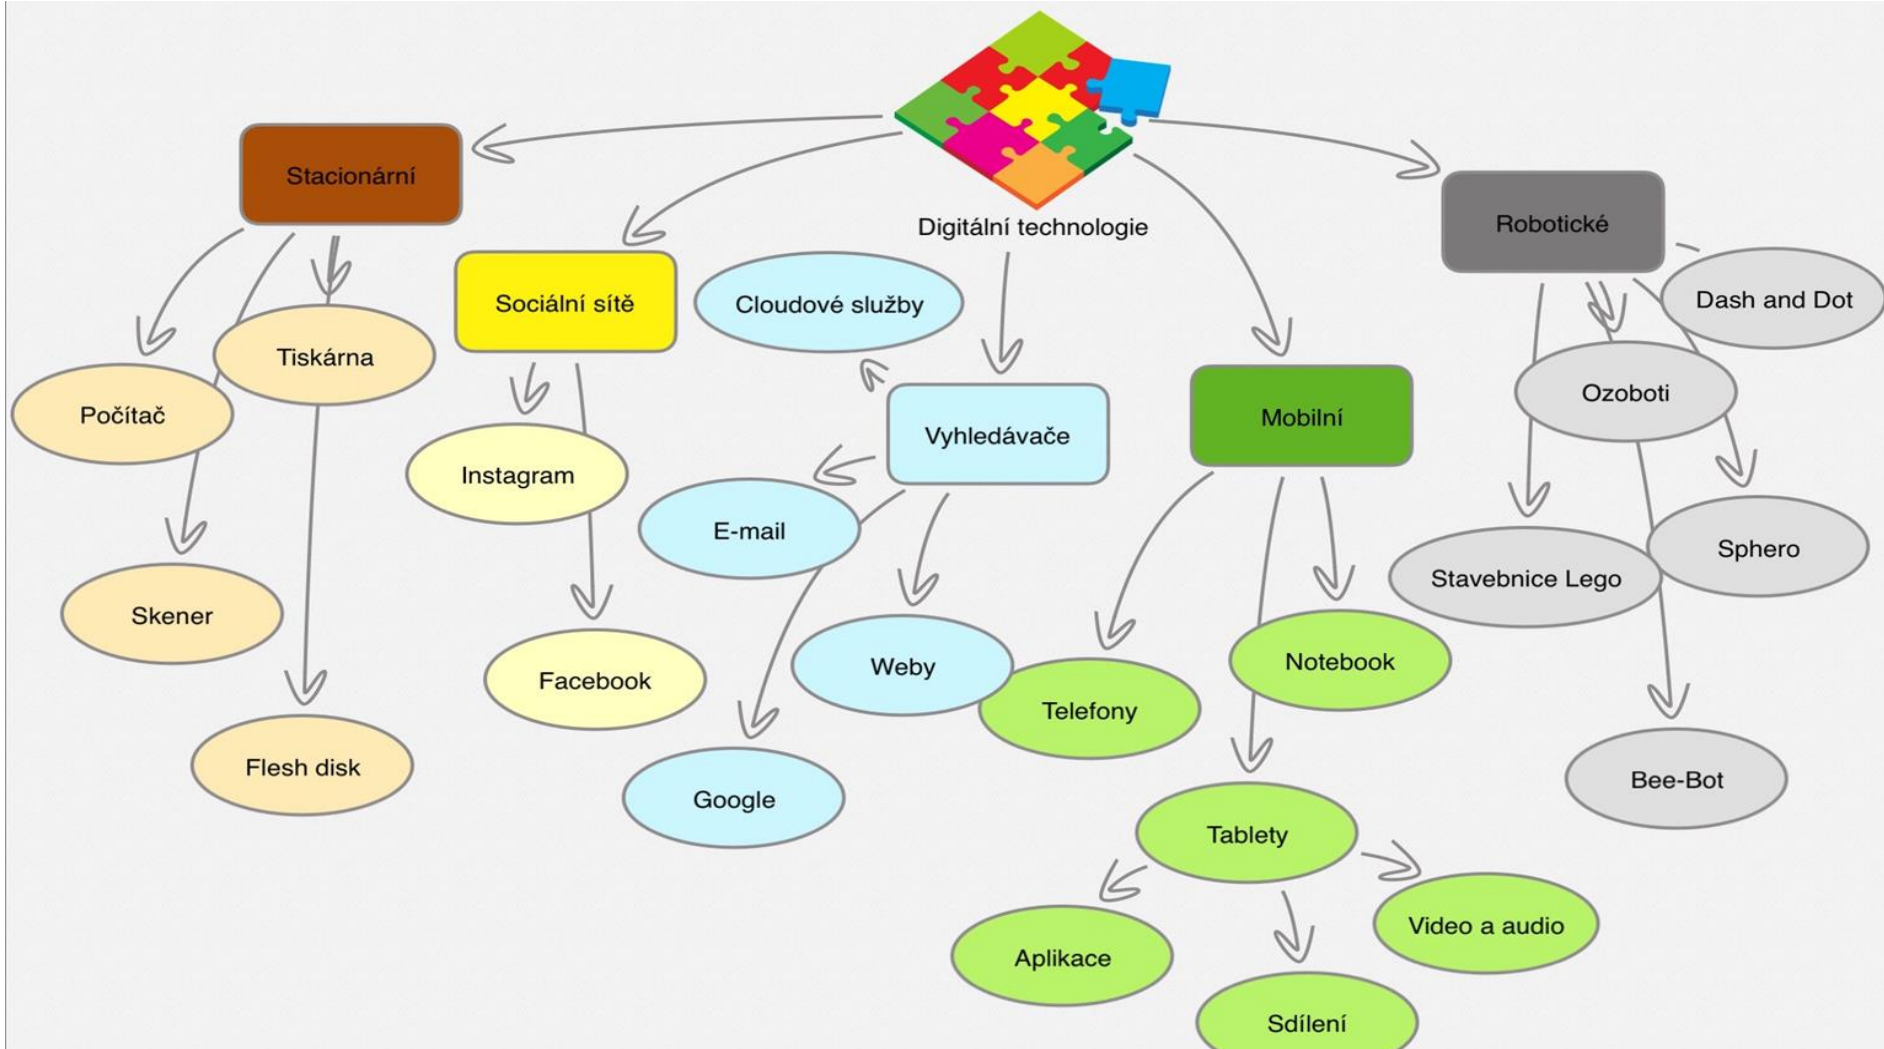 Digitální technologie
Stacionární
Počítač
Tiskárna
Skener
Flesh disk
Sociální sítě
Instagram
Facebook
Vyhledávače
Cloudové služby
E-mail
Weby
Google
Mobilní
Telefony
Notebook
Tablety
Aplikace
Sdílení
Video a audio
Robotické
Dash and Dot
Ozoboti
Sphero
Stavebnice Lego
Bee-Bot